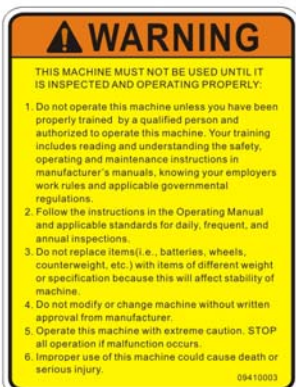 WARNING
THIS MACHINE MUST NOT BE USED UNTIL IT
IS INSPECTED AND OPERATING PROPERLY:
1. Do not operate this machine unless you have been
properly trained by a qualified person and
authorized to operate this machine. Your training
includes reading and understanding the safety,
operating and maintenance instructions in
manufacturer's manuals, knowing your employers
work rules and applicable governmental
regulations.
2. Follow the instructions in the Operating Manual
and applicable standards for daily, frequent, and
annual inspections.
3. Do not replace items(i.e., batteries, wheels,
counterweight, etc.) with items of different weight
or specification because this will affect stability of
machine.
4. Do not modify or change machine without written
approval from manufacturer.
5. Operate this machine with extreme caution. STOP
all operation if malfunction occurs.
6. Improper use of this machine could cause death or
serious injury.
09410003